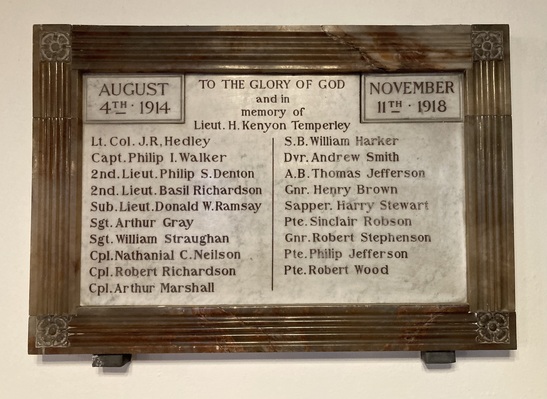 AUGUST
4TH · 1914
TO THE GLORY OF GOD
and in
memory of
Lieut. H. Kenyon Temperley
NOVEMBER
11TH · 1918
Lt. Col. J.R. Hedley
Capt. Philip I. Walker
2nd. Lieut. Philip S. Denton
2nd. Lieut. Basil Richardson
Sub. Lieut. Donald W. Ramsay
Sgt. Arthur Gray
Sgt. William Straughan
Cpl. Nathanial C. Neilson
Cpl. Robert Richardson
Cpl. Arthur Marshall
S.B. William Harker
Dvr. Andrew Smith
A.B. Thomas Jefferson
Gnr. Henry Brown
Sapper. Harry Stewart
Pte. Sinclair Robson
Gnr. Robert Stephenson
Pte. Philip Jefferson
Pte. Robert Wood